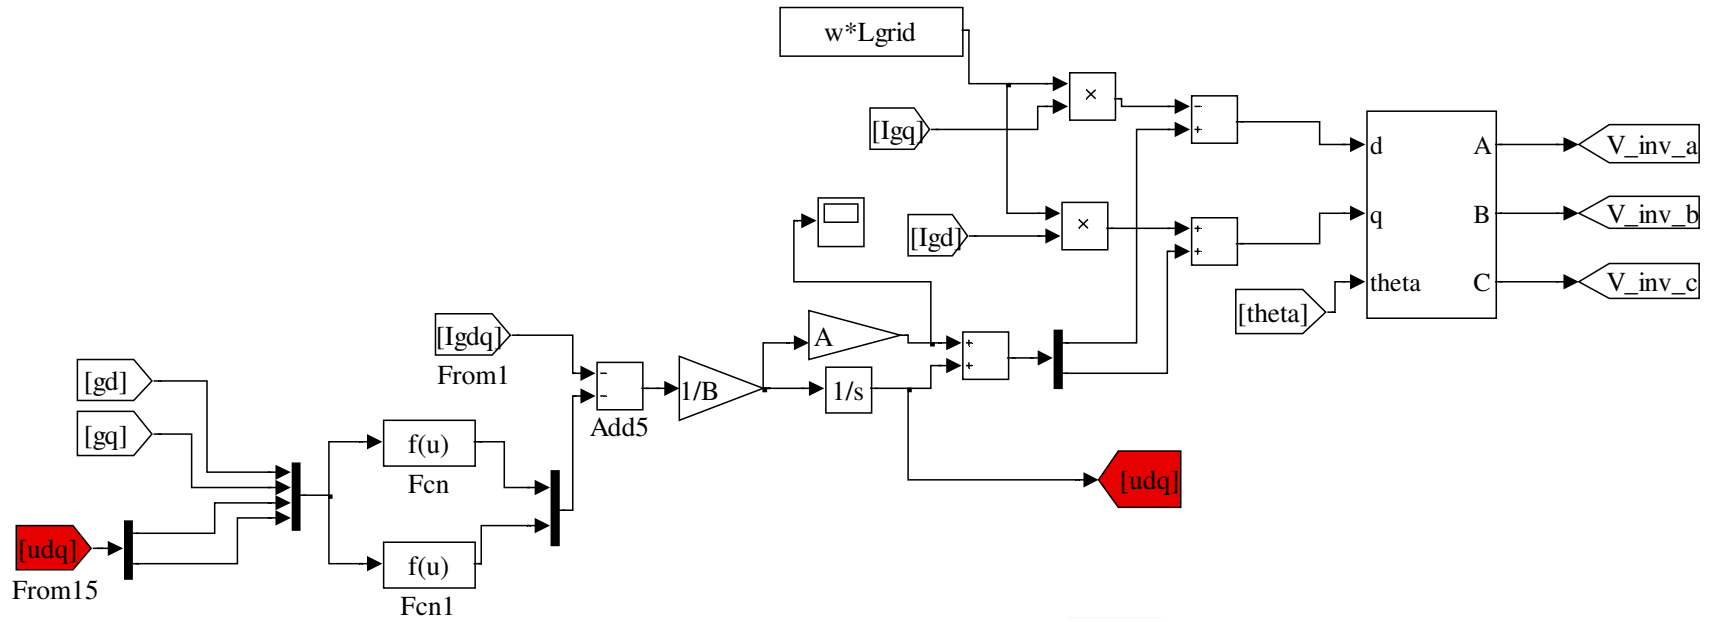 w*Lgrid
×
[Igq]
-
+
d
A
V_inv_a
×
[Igd]
+
+
q
B
V_inv_b
[theta]
theta
C
V_inv_c
[Igdq]
From1
A
+
+
[gd]
-
-
1/B
1/s
Add5
[gq]
f(u)
Fcn
[udq]
[udq]
From15
f(u)
Fcn1